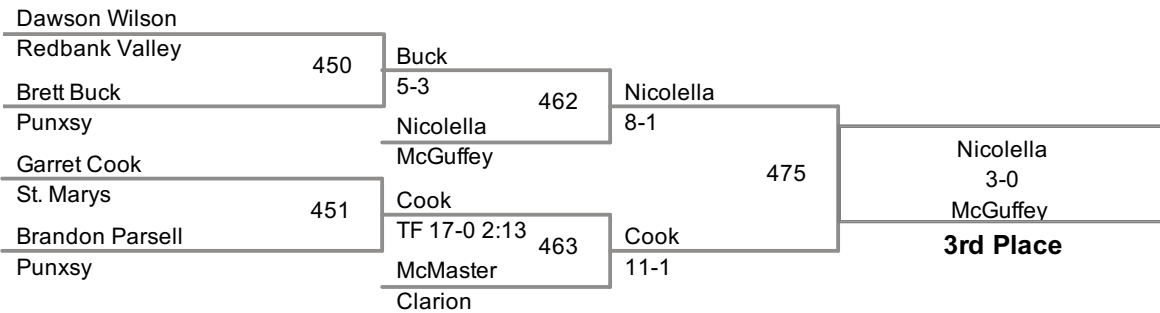 Dawson Wilson
Redbank Valley
450
Brett Buck
Punxsy
Garret Cook
St. Marys
451
Brandon Parsell
Punxsy
Buck
5-3
462
Nicolella
McGuffey
Cook
TF 17-0 2:13
463
McMaster
Clarion
Nicolella
8-1
475
Cook
11-1
Nicolella
3-0
McGuffey
3rd Place